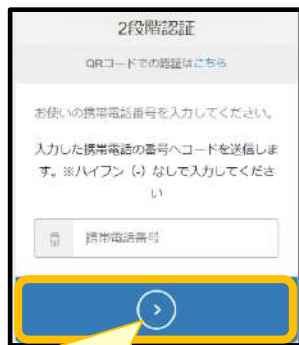 2段階認証
QRコードでの認証はこちら
お使いの携帯電話番号を入力してください。
入力した携帯電話の番号へコードを送信しま
す。※ハイフン (-) なしで入力してくださ
い
携帯電話番号